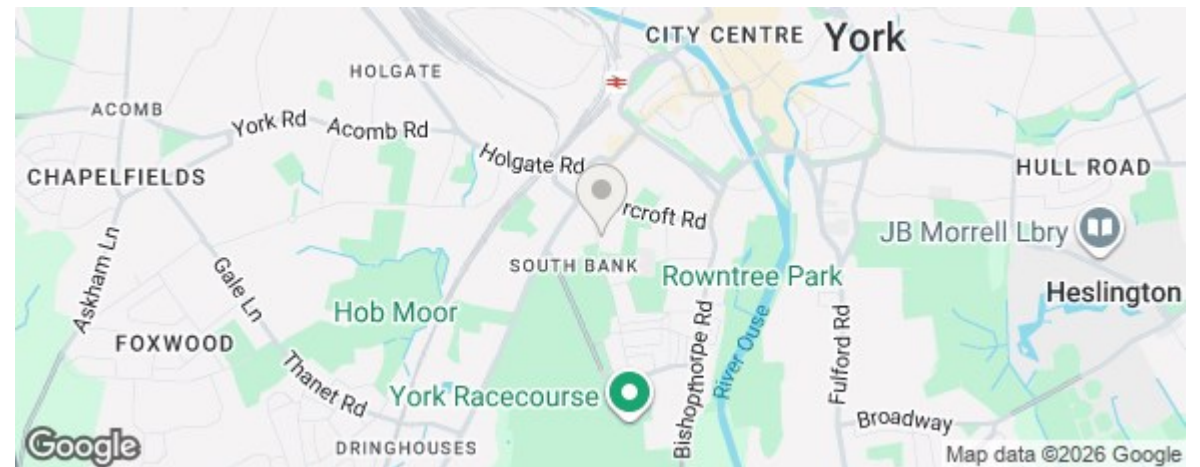 CITY CENTRE
York
HOLGATE
ACOMB
York Rd
Acomb Rd
Holgate Rd
CHAPELFIELDS
HULL ROAD
rcroft Rd
JB Morrell Lbry
SOUTH BANK
Rowntree Park
Heslington
Askham Ln
Gale Ln
Hob Moor
FOXWOOD
Thanet Rd
York Racecourse
Bishopthorpe Rd
River Ouse
Fulford Rd
Broadway
DRINGHOUSES
Google
Map data ©2026 Google